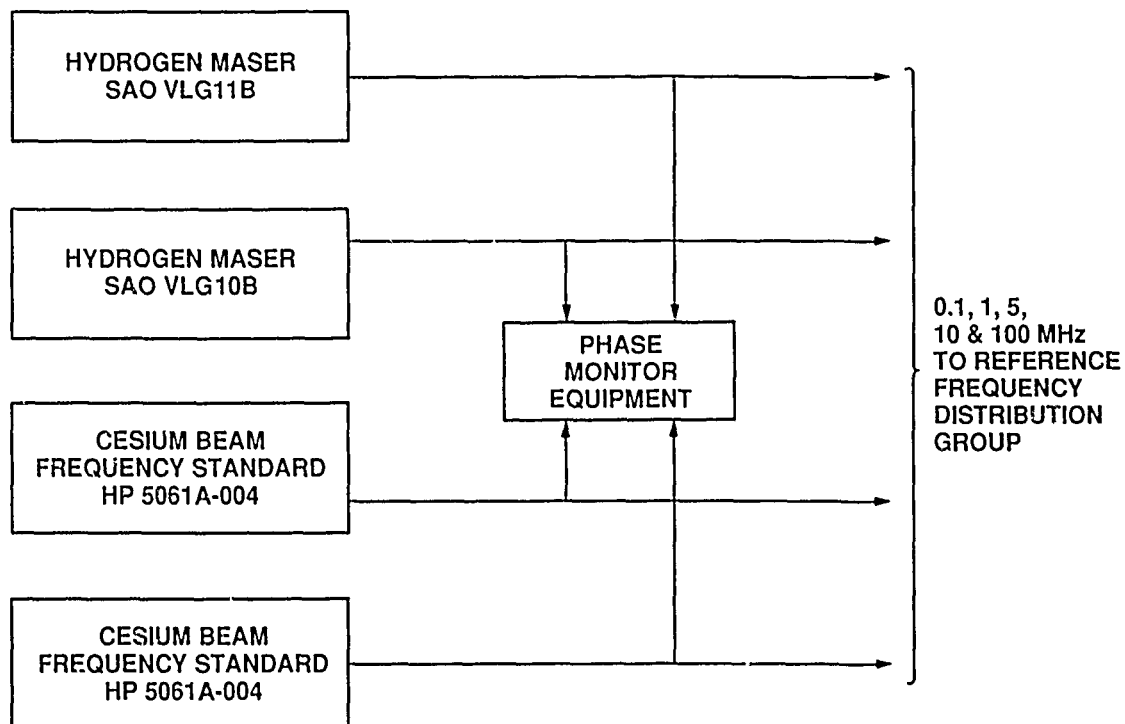 HYDROGEN MASER
SAO VLG11B
HYDROGEN MASER
SAO VLG10B
PHASE
MONITOR
EQUIPMENT
CESIUM BEAM
FREQUENCY STANDARD
HP 5061A-004
CESIUM BEAM
FREQUENCY STANDARD
HP 5061A-004
0.1, 1, 5,
10 & 100 MHz
TO REFERENCE
FREQUENCY
DISTRIBUTION
GROUP